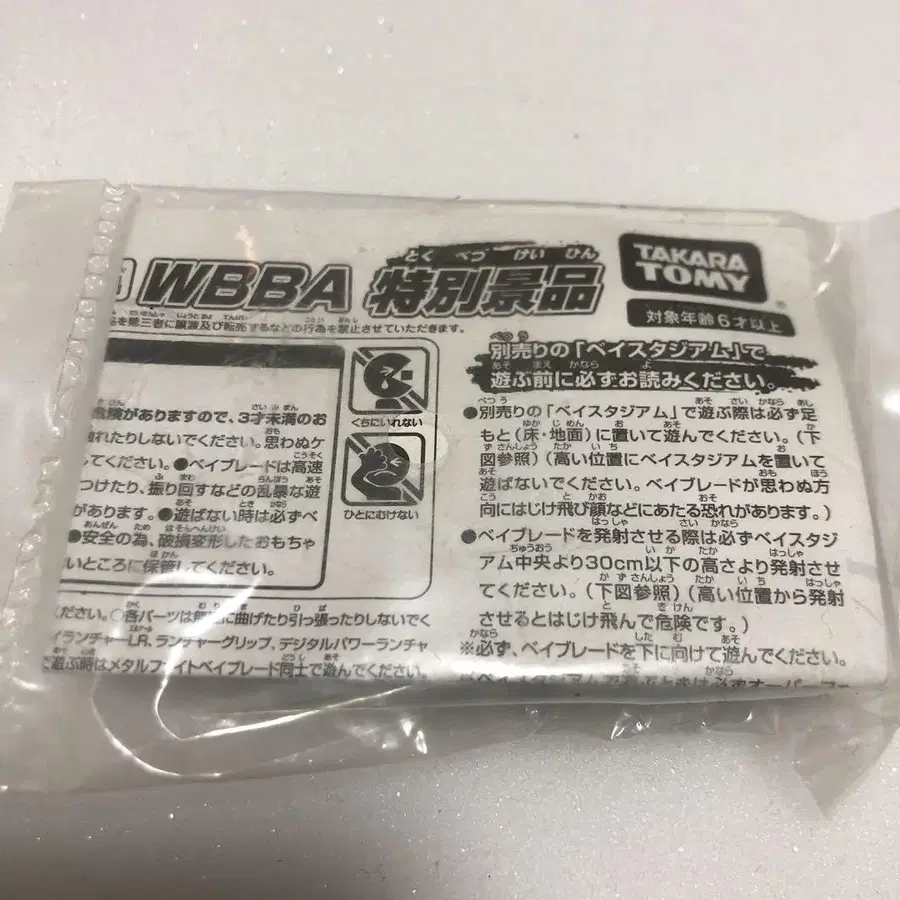 WBBA 特別景品
とく べつ けい ひん
TAKARA TOMY
対象年齢6才以上
品を第三者に譲渡及び転売するなどの行為を禁止させていただきます。
危険がありますので、3才未満のお
れたりしないでください。思わぬケ
してください。●ベイブレードは高速
つけたり、振り回すなどの乱暴な遊
があります。●遊ばない時は必ずベ
●安全の為、破損変形したおもちゃ
いところに保管してください。
くちにいれない
ひとにむけない
ください。○各パーツは無理に曲げたり引っ張ったりしないでく
イランチャーLR、ランチャーグリップ、デジタルパワーランチャ
で遊ぶ時はメタルファイトベイブレード同士で遊んでください。
別売りの「ベイスタジアム」で
遊ぶ前に必ずお読みください。
●別売りの「ベイスタジアム」で遊ぶ際は必ず足
もと(床・地面)に置いて遊んでください。(下
図参照)(高い位置にベイスタジアムを置いて
遊ばないでください。ベイブレードが思わぬ方
向にはじけ飛び顔などにあたる恐れがあります。)
●ベイブレードを発射させる際は必ずベイスタジ
アム中央より30cm以下の高さより発射させ
てください。(下図参照)(高い位置から発射
させるとはじけ飛んで危険です。)
※必ず、ベイブレードを下に向けて遊んでください。